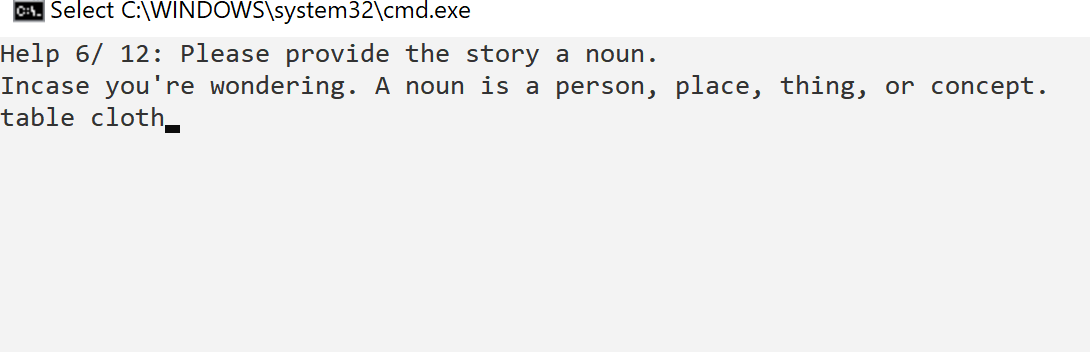 Select C:\WINDOWS\system32\cmd.exe
Help 6/ 12: Please provide the story a noun.
Incase you're wondering. A noun is a person, place, thing, or concept.
table cloth